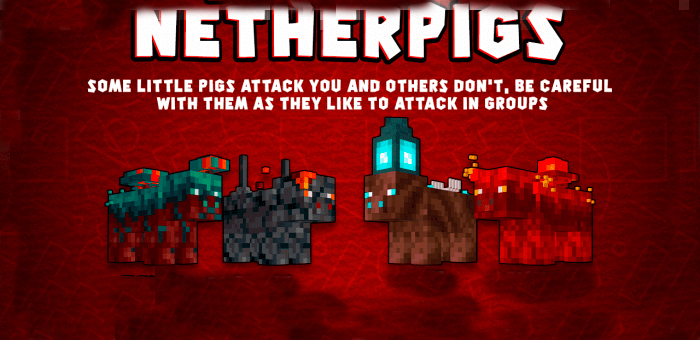 NETHERPIGS
SOME LITTLE PIGS ATTACK YOU AND OTHERS DON'T, BE CAREFUL
WITH THEM AS THEY LIKE TO ATTACK IN GROUPS